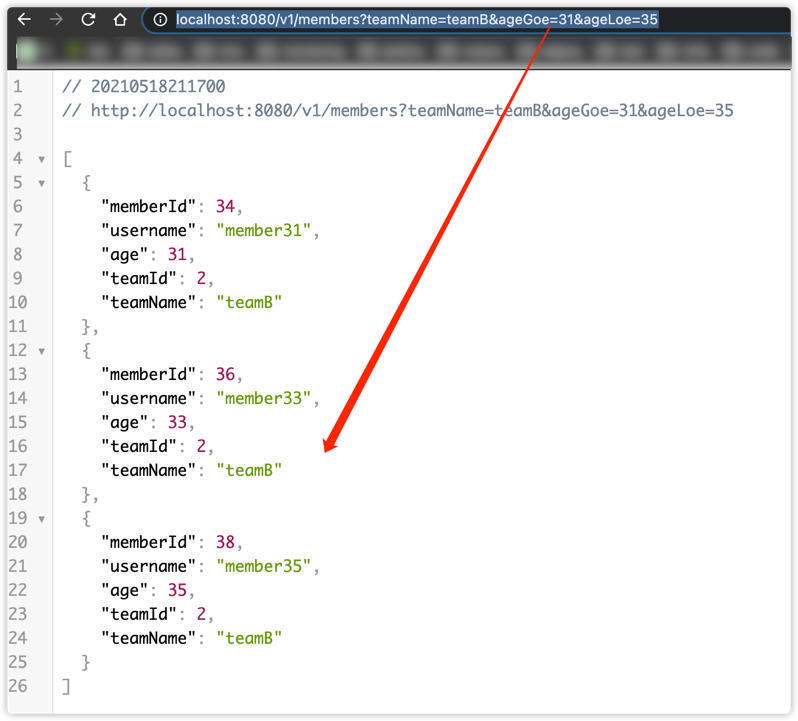 localhost:8080/v1/members?teamName=teamB&ageGoe=31&ageLoe=35
1 // 20210518211700
2 // http://localhost:8080/v1/members?teamName=teamB&ageGoe=31&ageLoe=35
3
4 [
5 {
6 "memberId": 34,
7 "username": "member31",
8 "age": 31,
9 "teamId": 2,
10 "teamName": "teamB"
11 },
12 {
13 "memberId": 36,
14 "username": "member33",
15 "age": 33,
16 "teamId": 2,
17 "teamName": "teamB"
18 },
19 {
20 "memberId": 38,
21 "username": "member35",
22 "age": 35,
23 "teamId": 2,
24 "teamName": "teamB"
25 }
26 ]